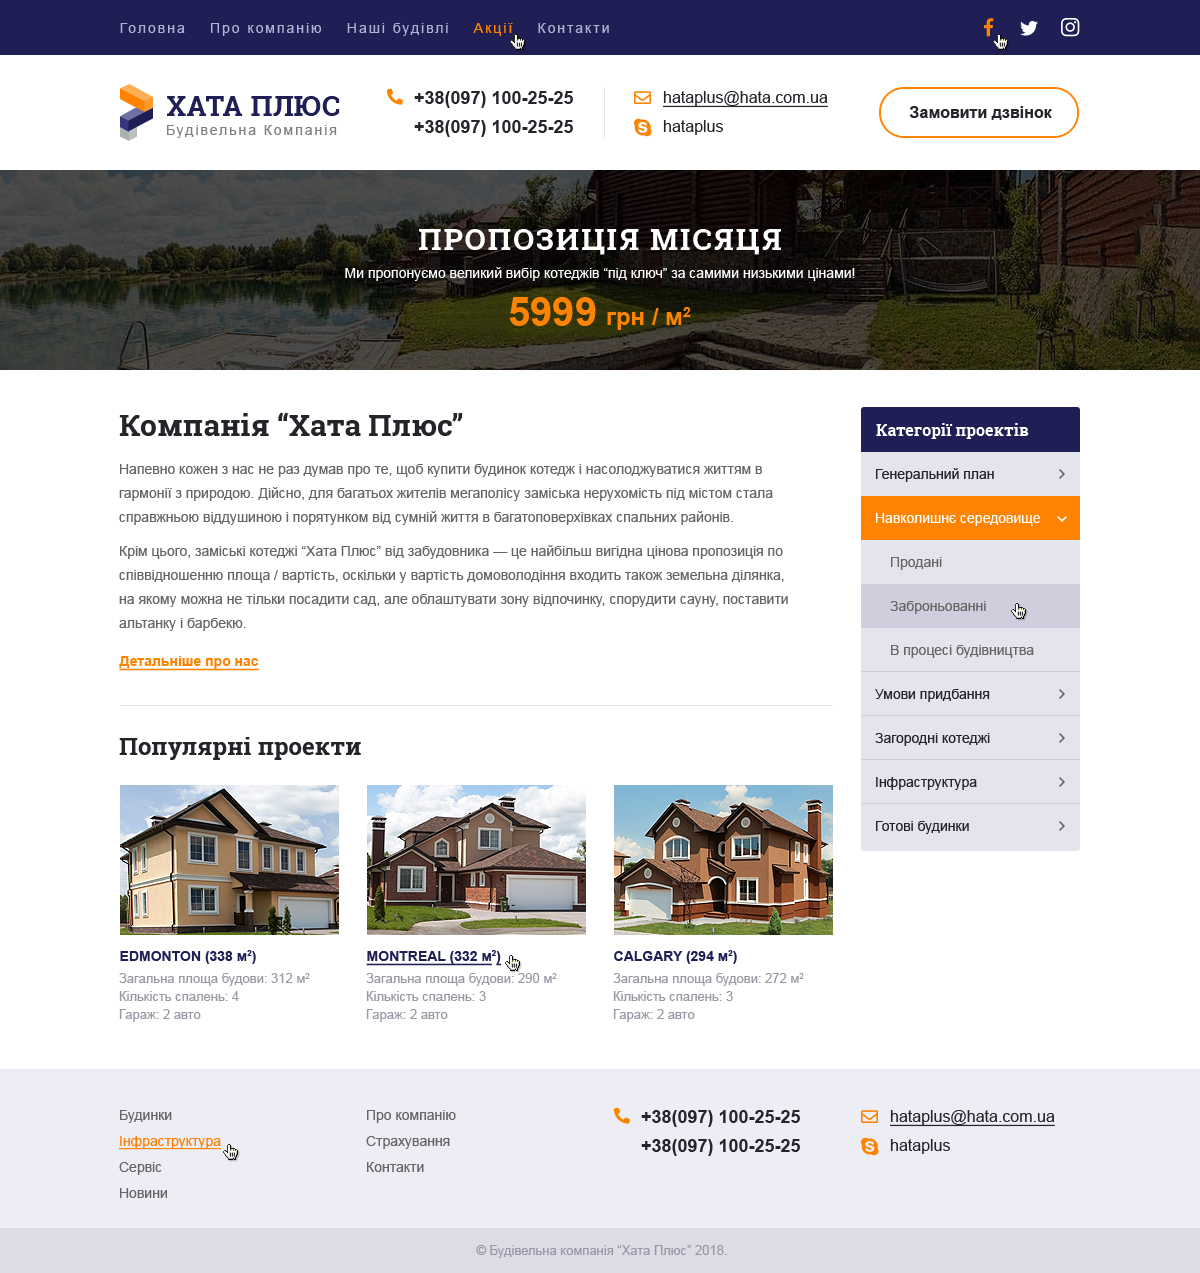 Головна Про компанію Наші будівлі Акції Контакти
ХАТА ПЛЮС
Будівельна Компанія
+38(097) 100-25-25
+38(097) 100-25-25
hataplus@hata.com.ua
hataplus
Замовити дзвінок
ПРОПОЗИЦІЯ МІСЯЦЯ
Ми пропонуємо великий вибір котеджів “під ключ” за самими низькими цінами!
5999 грн / м²
Компанія “Хата Плюс”
Напевно кожен з нас не раз думав про те, щоб купити будинок котедж і насолоджуватися життям в
гармонії з природою. Дійсно, для багатьох жителів мегаполісу заміська нерухомість під містом стала
справжньою віддушиною і порятунком від сумній життя в багатоповерхівках спальних районів.
Крім цього, заміські котеджі “Хата Плюс” від забудовника — це найбільш вигідна цінова пропозиція по
співвідношенню площа / вартість, оскільки у вартість домоволодіння входить також земельна ділянка,
на якому можна не тільки посадити сад, але облаштувати зону відпочинку, спорудити сауну, поставити
альтанку і барбекю.
Детальніше про нас
Категорії проектів
Генеральний план
Навколишнє середовище
Продані
Заброньованні
В процесі будівництва
Умови придбання
Загородні котеджі
Інфраструктура
Готові будинки
Популярні проекти
EDMONTON (338 м²)
Загальна площа будови: 312 м²
Кількість спалень: 4
Гараж: 2 авто
MONTREAL (332 м²)
Загальна площа будови: 290 м²
Кількість спалень: 3
Гараж: 2 авто
CALGARY (294 м²)
Загальна площа будови: 272 м²
Кількість спалень: 3
Гараж: 2 авто
Будинки
Інфраструктура
Сервіс
Новини
Про компанію
Страхування
Контакти
+38(097) 100-25-25
+38(097) 100-25-25
hataplus@hata.com.ua
hataplus
© Будівельна компанія “Хата Плюс” 2018.